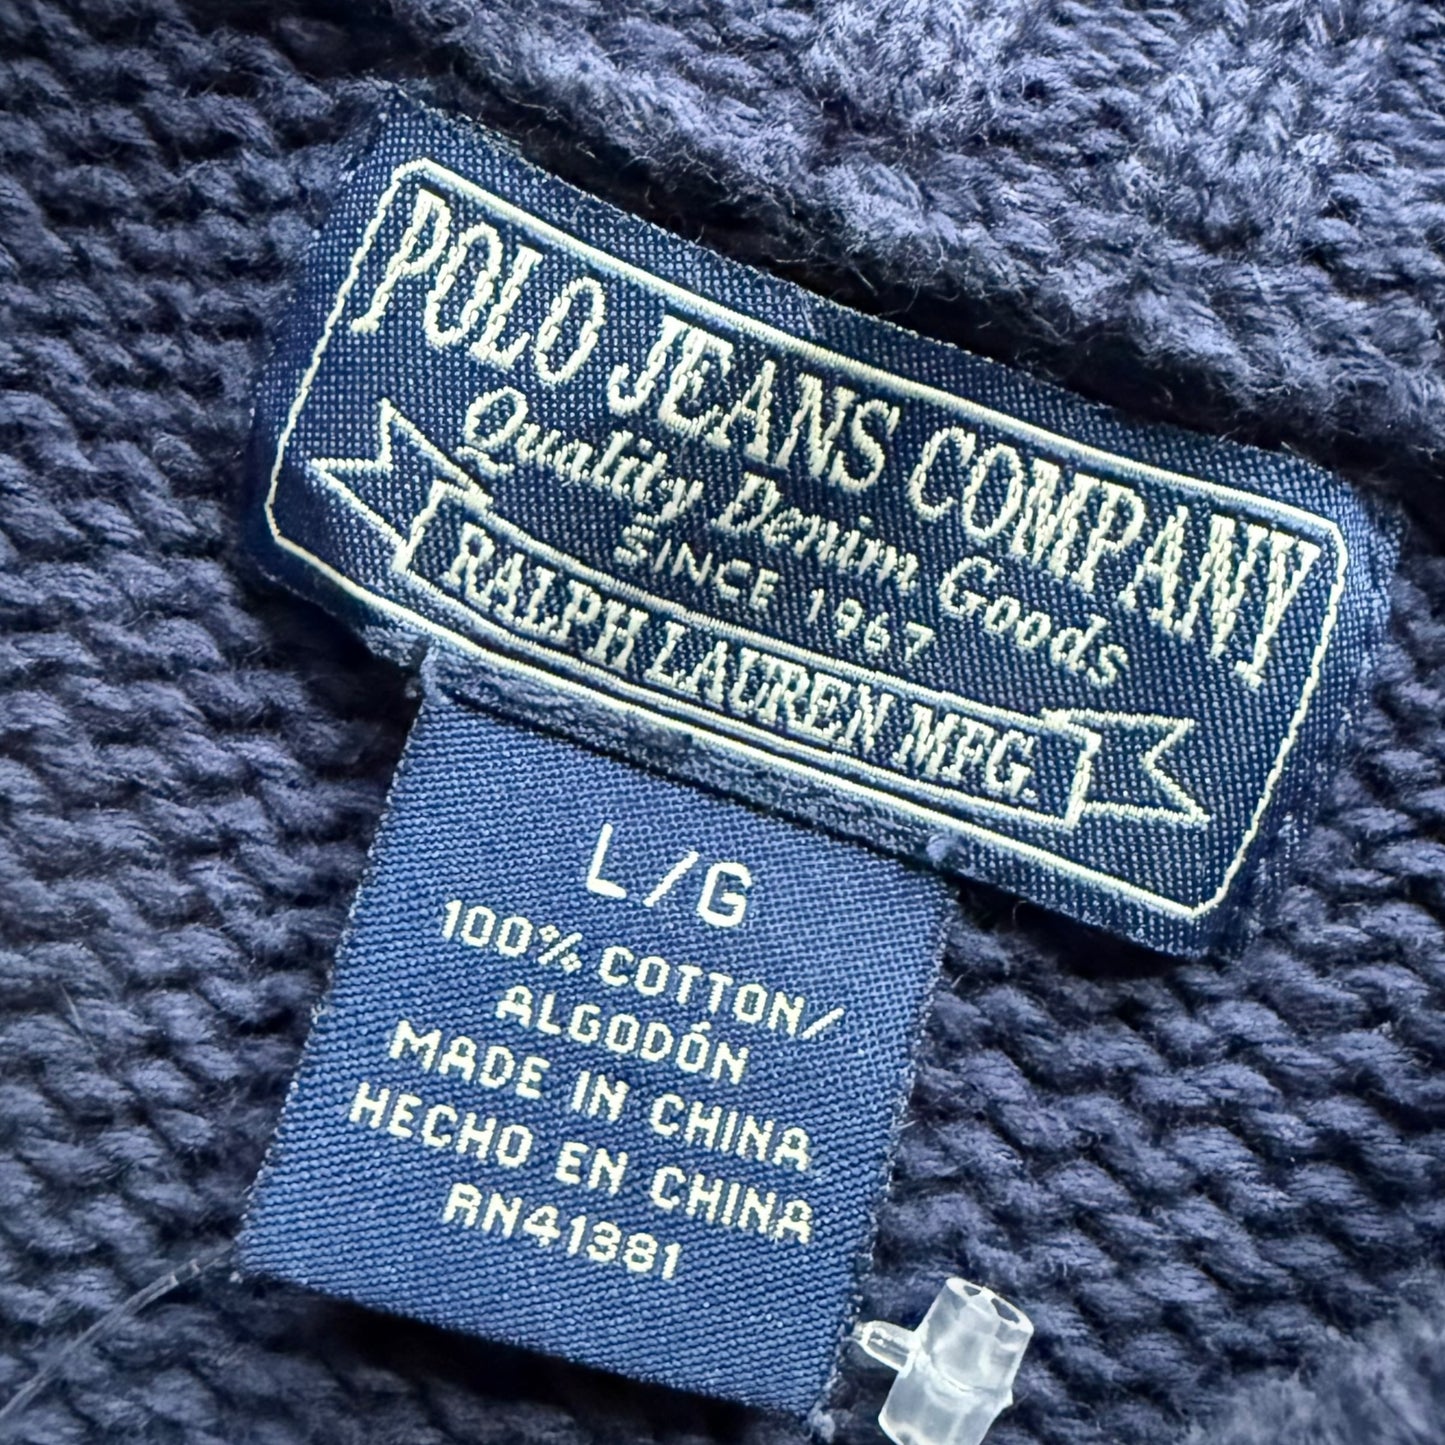 POLO JEANS COMPANY
Quality Denim Goods
SINCE 1967
RALPH LAUREN MFG.
L/G
100% COTTON/
ALGODÓN
MADE IN CHINA
HECHO EN CHINA
RN41381